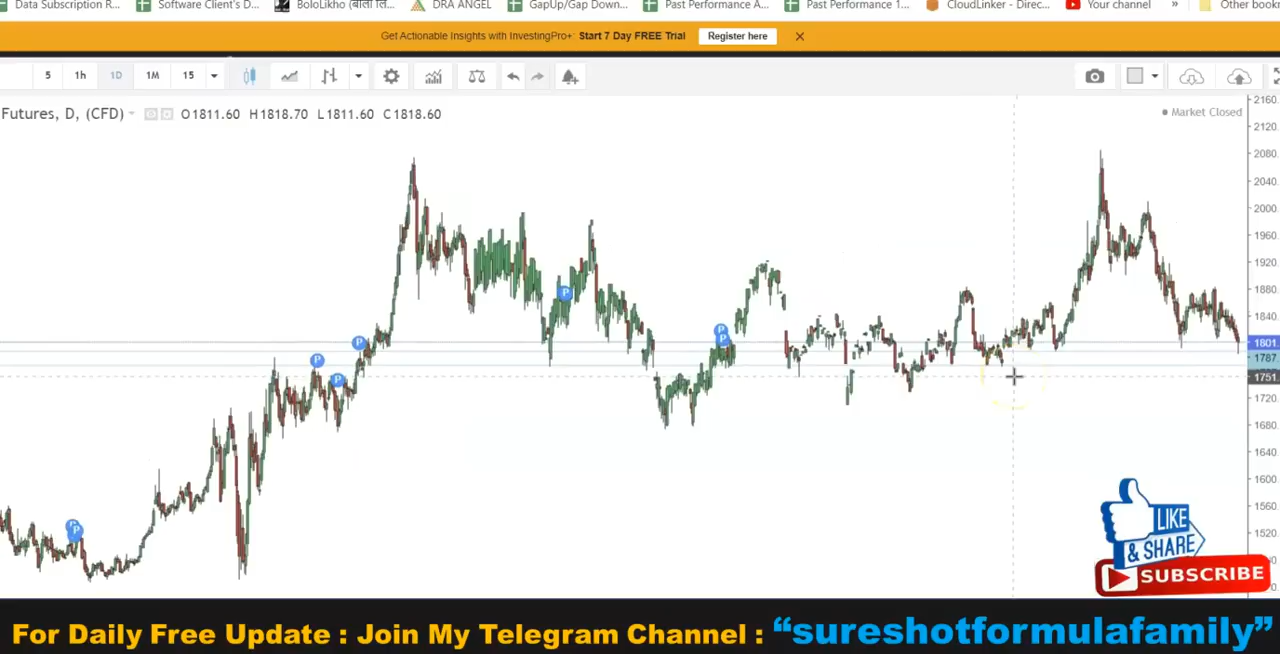 Data Subscription R...
Software Client's D...
BoloLikho (बोला लि...
DRA ANGEL
GapUp/Gap Down...
Past Performance A...
Past Performance 1...
CloudLinker - Direc...
Your channel
»
Other bookm
Get Actionable Insights with InvestingPro+: Start 7 Day FREE Trial
Register here
5
1h
1D
1M
15
Futures, D, (CFD)
O1811.60 H1818.70 L1811.60 C1818.60
Market Closed
2160.
2120.
2080.
2040.
2000.
1960.
1920.
1880.
1840.
1801.
1787
1751.
1720.
1680.
1640.
1600.
1560.
1520.
P
P
P
P
P
P
P
P
LIKE
& SHARE
SUBSCRIBE
For Daily Free Update : Join My Telegram Channel : “sureshotformulafamily”